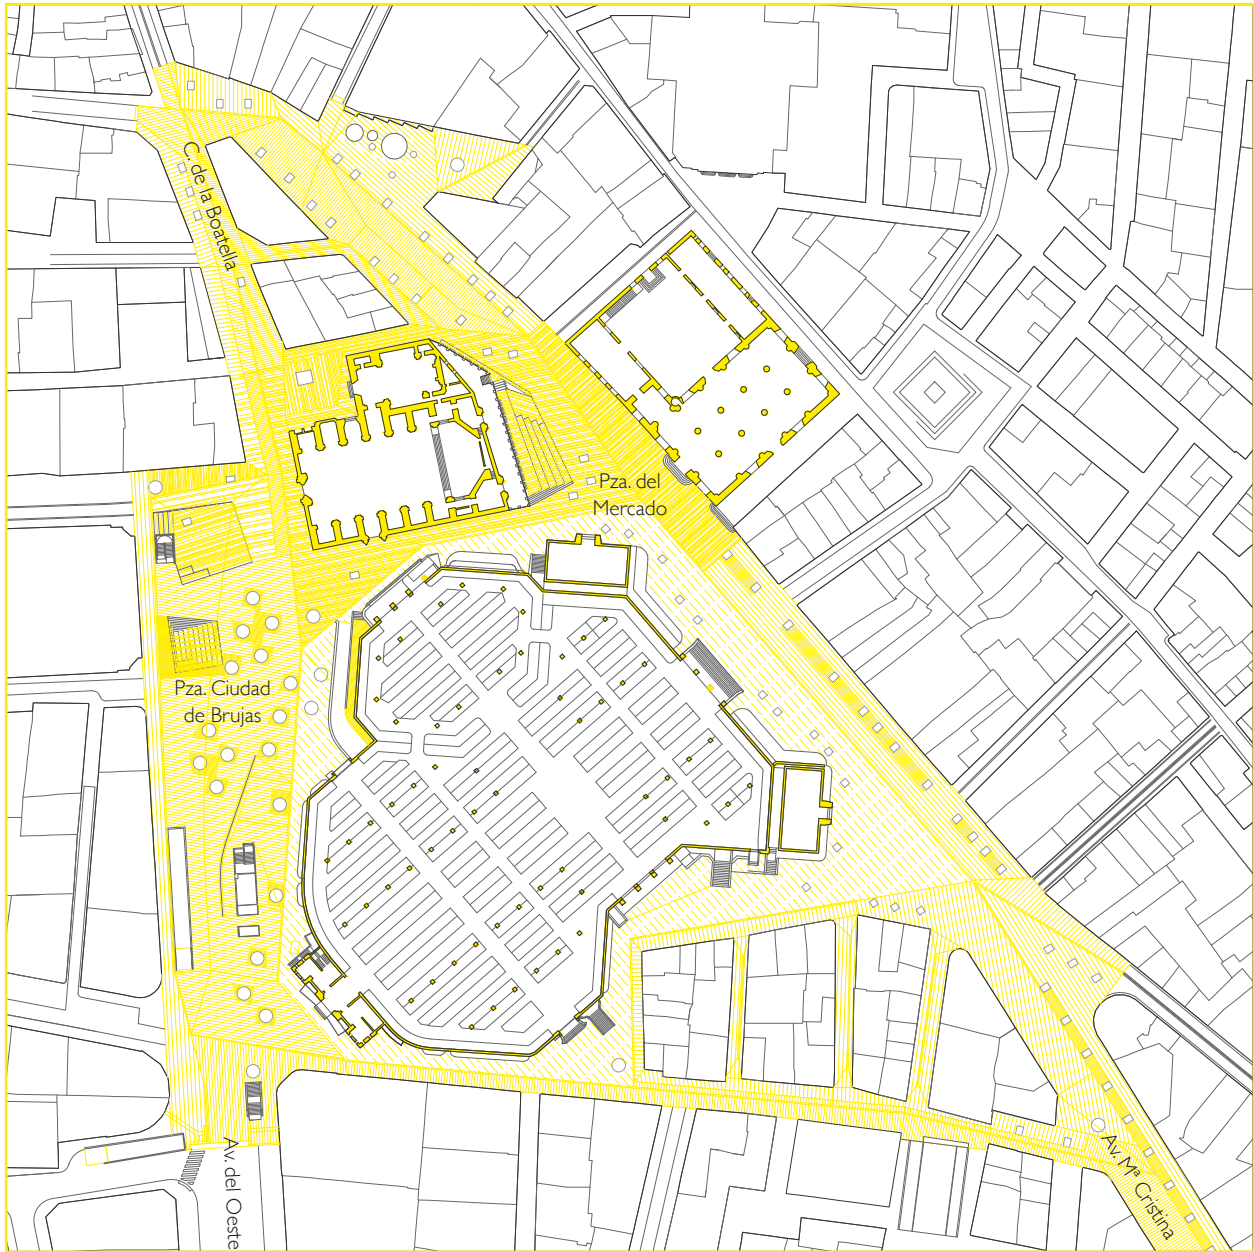 C. de la Boatella
Pza. del
Mercado
Pza. Ciudad
de Brujas
Av. del Oeste
Av. Mª Cristina